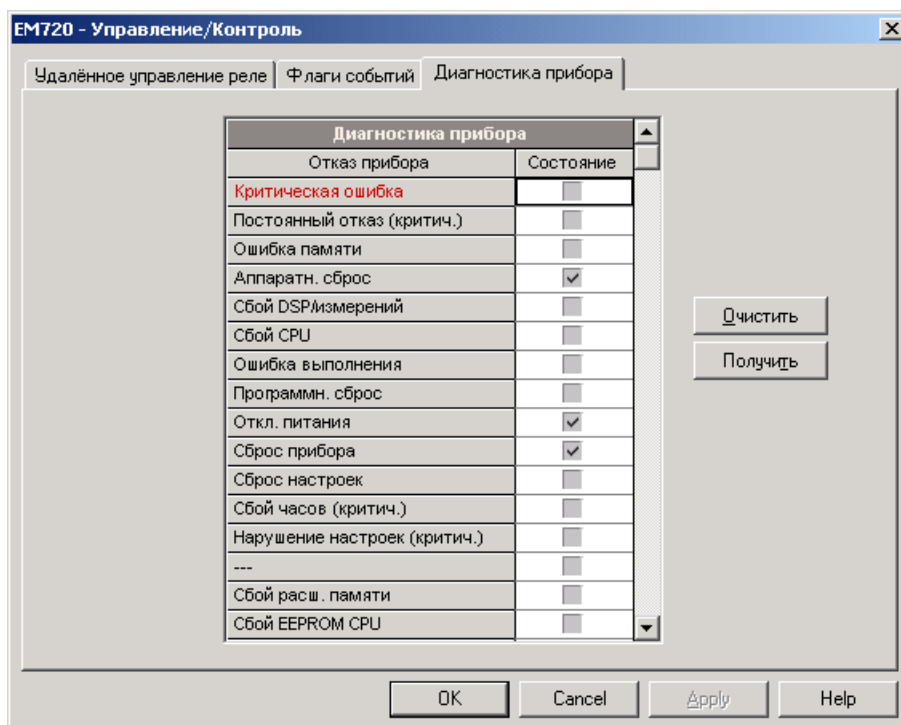 EM720 - Управление/Контроль
Удалённое управление реле
Флаги событий
Диагностика прибора
Диагностика прибора
Отказ прибора Состояние
Критическая ошибка
Постоянный отказ (критич.)
Ошибка памяти
Аппаратн. сброс
Сбой DSP/измерений
Сбой CPU
Ошибка выполнения
Программн. сброс
Откл. питания
Сброс прибора
Сброс настроек
Сбой часов (критич.)
Нарушение настроек (критич.)
---
Сбой расш. памяти
Сбой EEPROM CPU
Очистить
Получить
OK
Cancel
Apply
Help